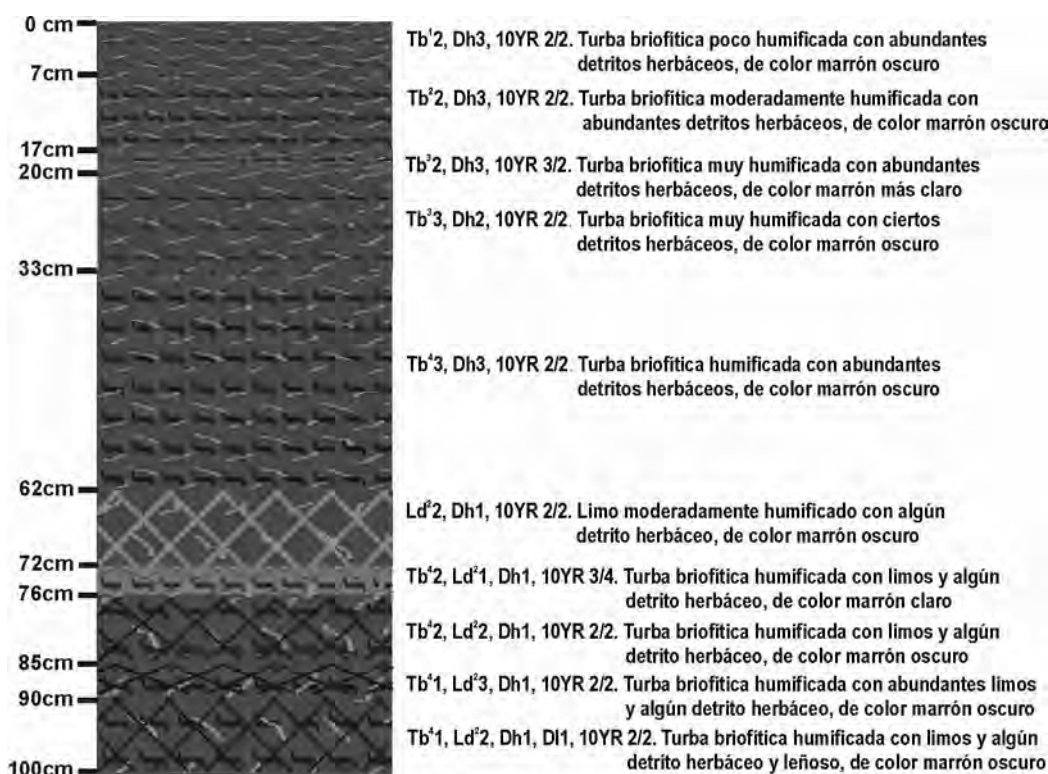 0 cm
Tb¹2, Dh3, 10YR 2/2. Turba briofítica poco humificada con abundantes
detritos herbáceos, de color marrón oscuro
7cm
Tb²2, Dh3, 10YR 2/2. Turba briofítica moderadamente humificada con
abundantes detritos herbáceos, de color marrón oscuro
17cm
Tb³2, Dh3, 10YR 3/2. Turba briofítica muy humificada con abundantes
detritos herbáceos, de color marrón más claro
20cm
Tb³3, Dh2, 10YR 2/2. Turba briofítica muy humificada con ciertos
detritos herbáceos, de color marrón oscuro
33cm
Tb⁴3, Dh3, 10YR 2/2. Turba briofítica humificada con abundantes
detritos herbáceos, de color marrón oscuro
62cm
Ld²2, Dh1, 10YR 2/2. Limo moderadamente humificado con algún
detrito herbáceo, de color marrón oscuro
72cm
Tb⁴2, Ld²1, Dh1, 10YR 3/4. Turba briofítica humificada con limos y algún
detrito herbáceo, de color marrón claro
76cm
Tb⁴2, Ld²2, Dh1, 10YR 2/2. Turba briofítica humificada con limos y algún
detrito herbáceo, de color marrón oscuro
85cm
Tb⁴1, Ld²3, Dh1, 10YR 2/2. Turba briofítica humificada con abundantes limos
y algún detrito herbáceo, de color marrón oscuro
90cm
Tb⁴1, Ld²2, Dh1, Dl1, 10YR 2/2. Turba briofítica humificada con limos y algún
detrito herbáceo y leñoso, de color marrón oscuro
100cm